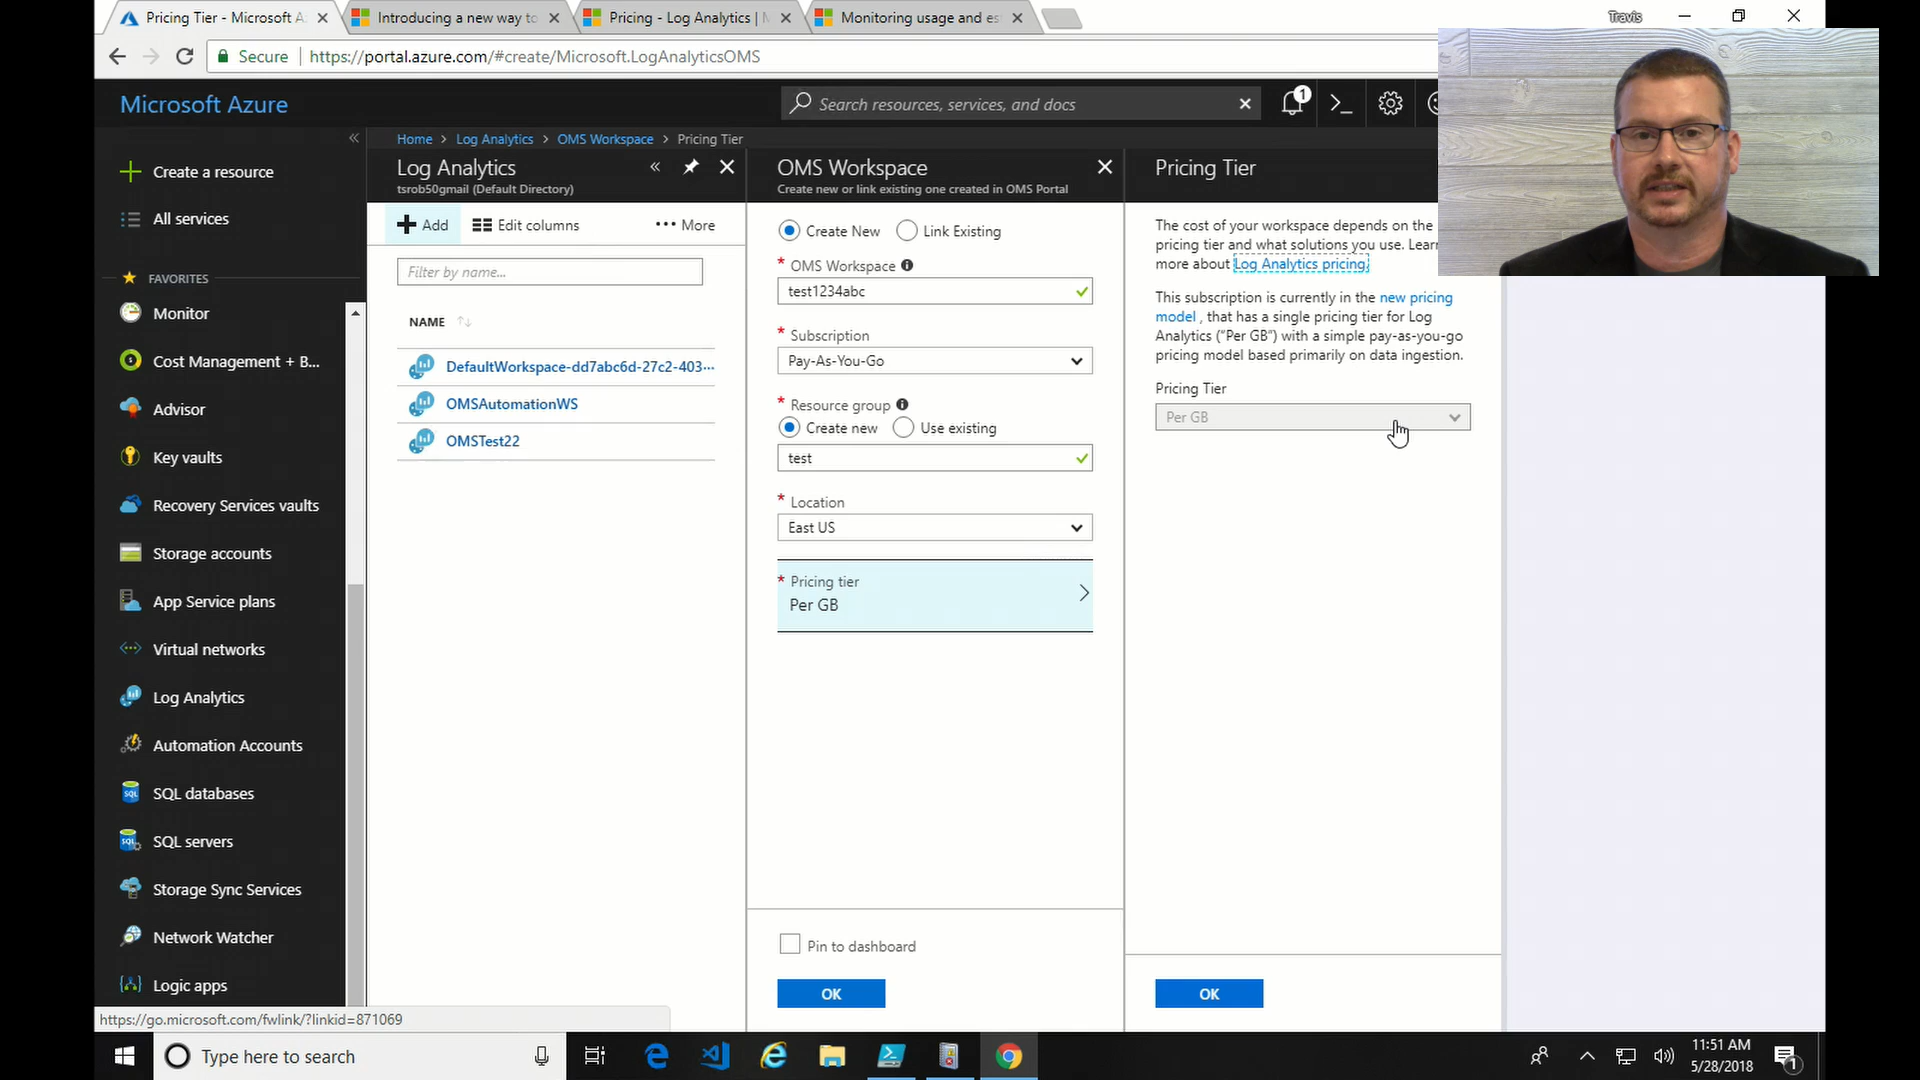 Pricing Tier - Microsoft A
Introducing a new way to
Pricing - Log Analytics | M
Monitoring usage and es
Travis
Secure
https://portal.azure.com/#create/Microsoft.LogAnalyticsOMS
Microsoft Azure
Search resources, services, and docs
1
Home > Log Analytics > OMS Workspace > Pricing Tier
Create a resource
All services
FAVORITES
Monitor
Cost Management + B...
Advisor
Key vaults
Recovery Services vaults
Storage accounts
App Service plans
Virtual networks
Log Analytics
Automation Accounts
SQL databases
SQL servers
Storage Sync Services
Network Watcher
Logic apps
Log Analytics
tsrob50gmail (Default Directory)
Add
Edit columns
More
Filter by name...
NAME
DefaultWorkspace-dd7abc6d-27c2-403...
OMSAutomationWS
OMSTest22
OMS Workspace
Create new or link existing one created in OMS Portal
Create New
Link Existing
* OMS Workspace
test1234abc
* Subscription
Pay-As-You-Go
* Resource group
Create new
Use existing
test
* Location
East US
* Pricing tier
Per GB
Pin to dashboard
OK
Pricing Tier
The cost of your workspace depends on the
pricing tier and what solutions you use. Learn
more about Log Analytics pricing.
This subscription is currently in the new pricing
model , that has a single pricing tier for Log
Analytics ("Per GB") with a simple pay-as-you-go
pricing model based primarily on data ingestion.
Pricing Tier
Per GB
OK
https://go.microsoft.com/fwlink/?linkid=871069
Type here to search
11:51 AM
5/28/2018
1